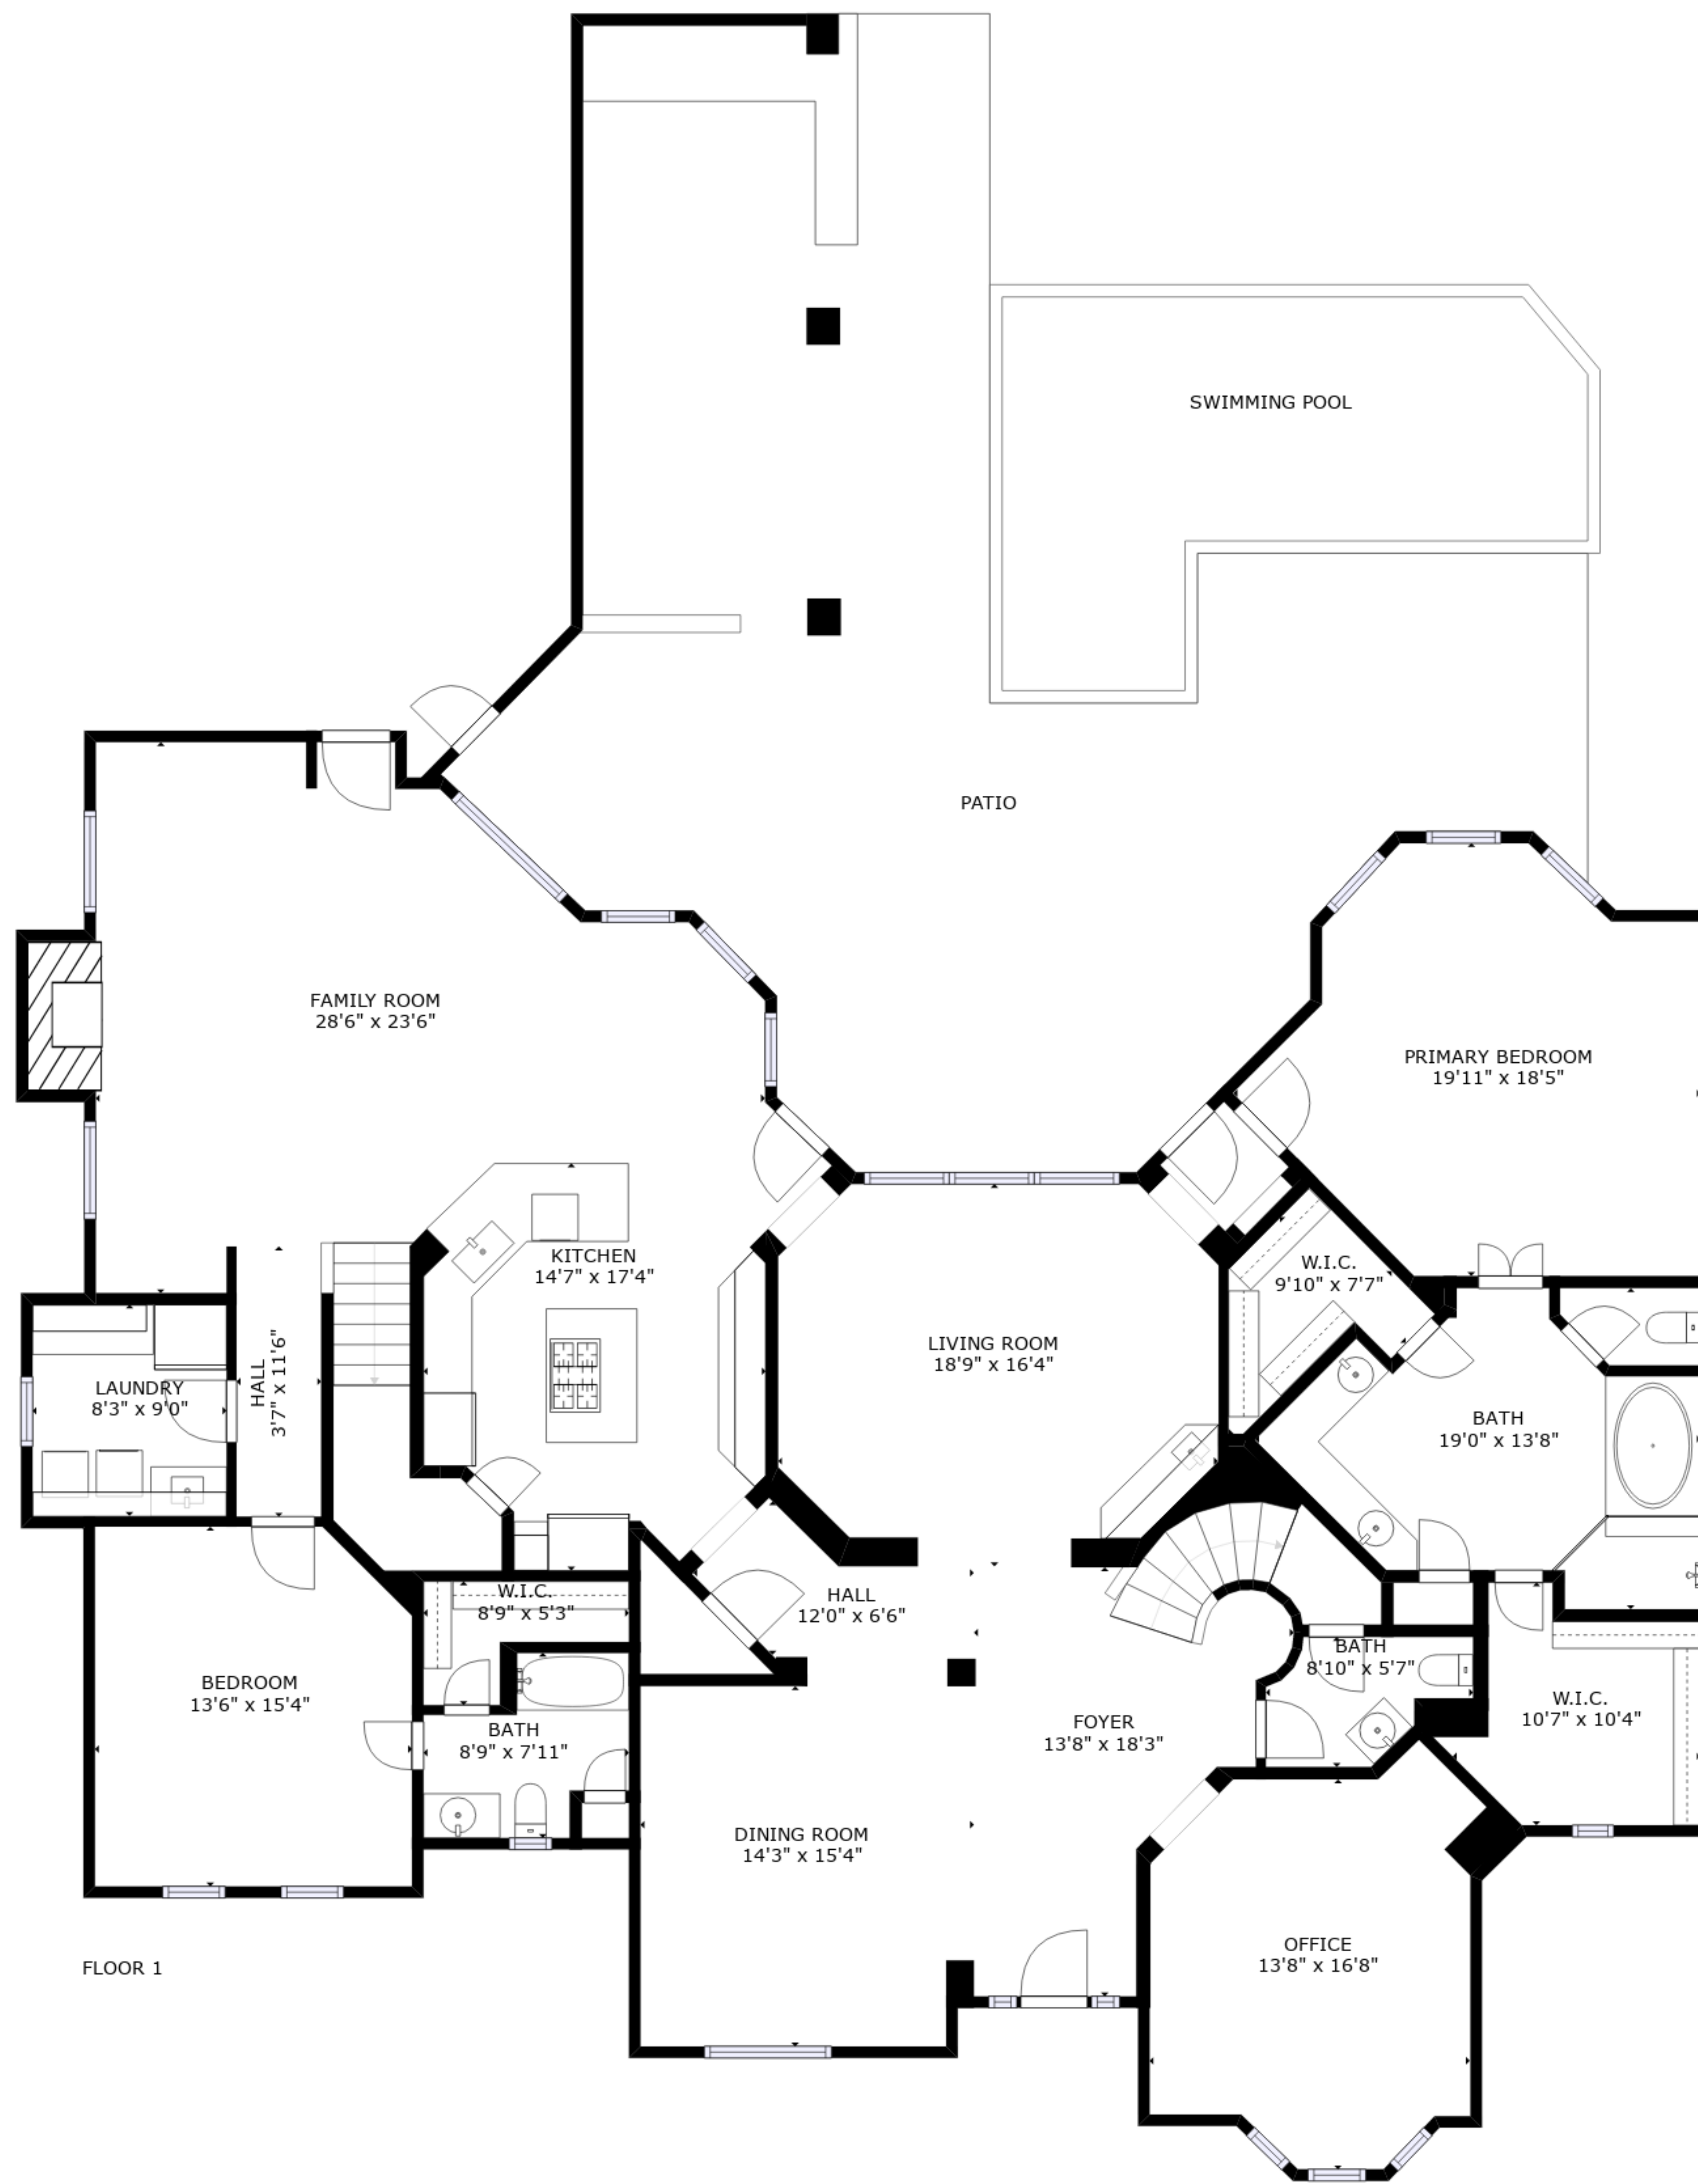 SWIMMING POOL
PATIO
FAMILY ROOM
28'6" x 23'6"
PRIMARY BEDROOM
19'11" x 18'5"
KITCHEN
14'7" x 17'4"
W.I.C.
9'10" x 7'7"
LIVING ROOM
18'9" x 16'4"
LAUNDRY
8'3" x 9'0"
HALL
3'7" x 11'6"
BATH
19'0" x 13'8"
W.I.C.
8'9" x 5'3"
HALL
12'0" x 6'6"
BATH
8'10" x 5'7"
BEDROOM
13'6" x 15'4"
W.I.C.
10'7" x 10'4"
BATH
8'9" x 7'11"
FOYER
13'8" x 18'3"
DINING ROOM
14'3" x 15'4"
OFFICE
13'8" x 16'8"
FLOOR 1